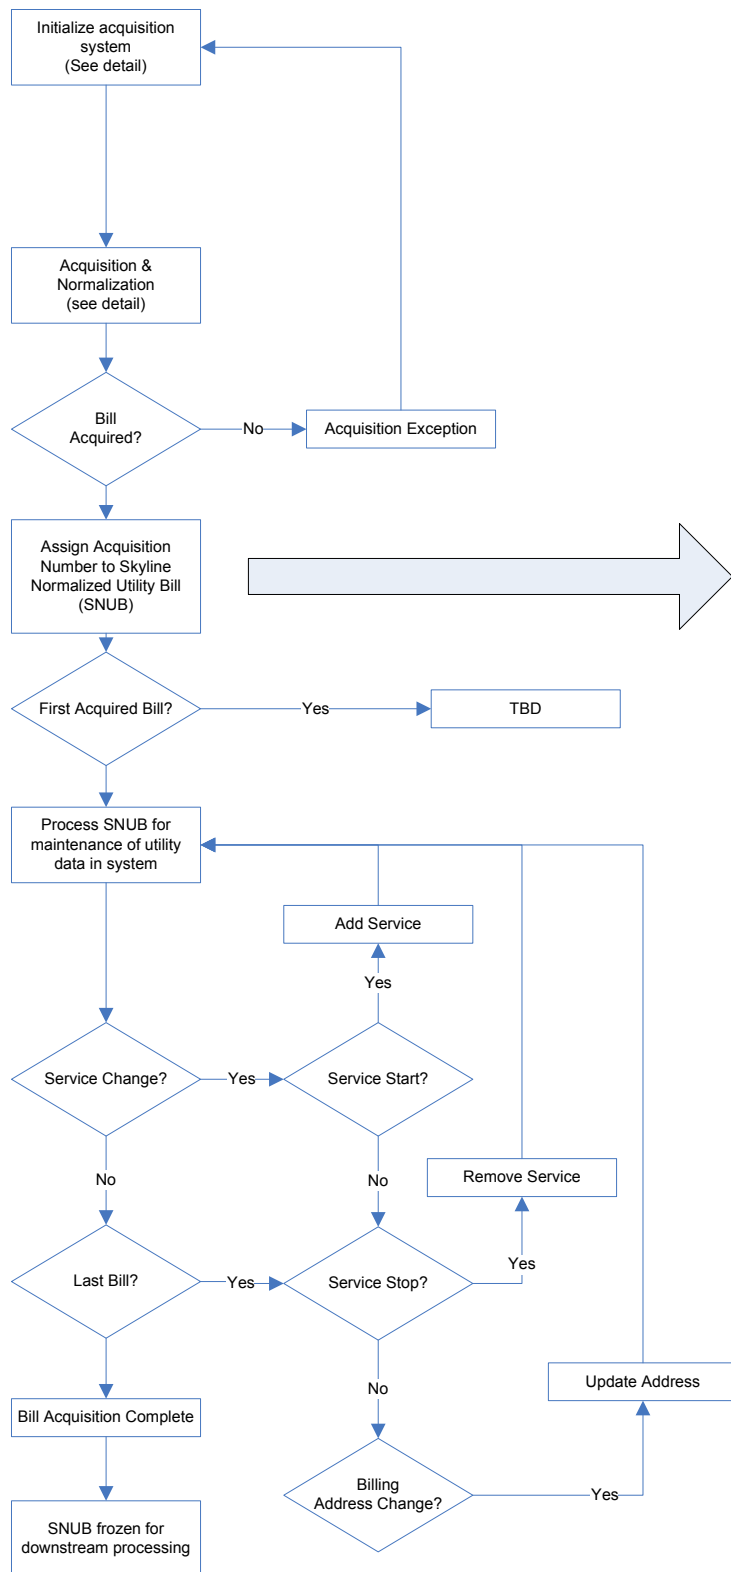 Initialize acquisition
system
(See detail)
Acquisition &
Normalization
(see detail)
Bill
Acquired?
No
Acquisition Exception
Assign Acquisition
Number to Skyline
Normalized Utility Bill
(SNUB)
First Acquired Bill?
Yes
TBD
Process SNUB for
maintenance of utility
data in system
Add Service
Yes
Service Change?
Yes
Service Start?
No
No
Remove Service
Last Bill?
Yes
Service Stop?
Yes
No
Update Address
Bill Acquisition Complete
Billing
Address Change?
Yes
SNUB frozen for
downstream processing